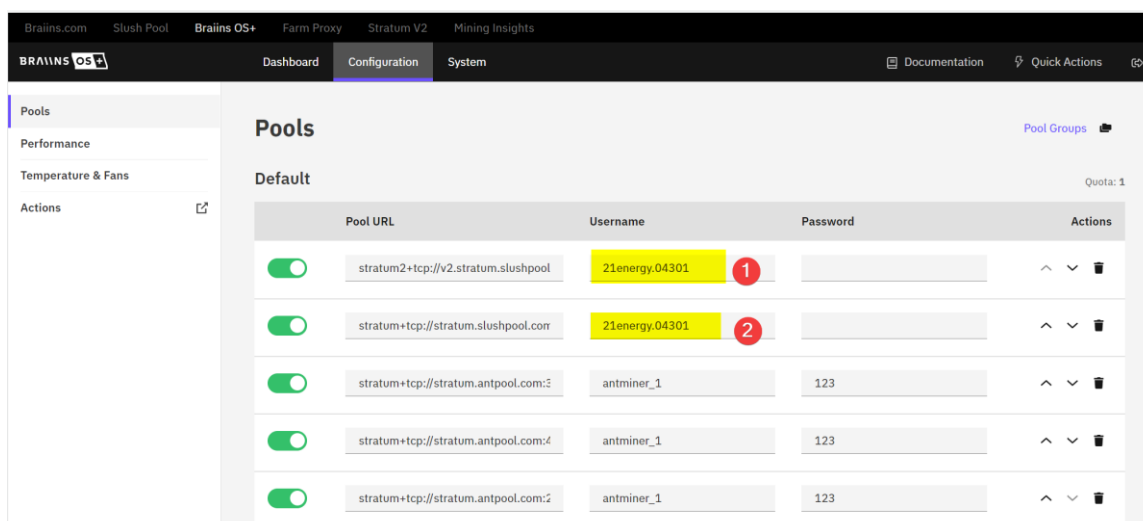 Braiins.com Slush Pool Braiins OS+ Farm Proxy Stratum V2 Mining Insights
BRAIINS OS+ Dashboard Configuration System Documentation Quick Actions
Pools
Performance
Temperature & Fans
Actions
Pools
Pool Groups
Default
Quota: 1
Pool URL Username Password Actions
stratum2+tcp://v2.stratum.slushpool 21energy.04301 1
stratum+tcp://stratum.slushpool.com 21energy.04301 2
stratum+tcp://stratum.antpool.com:3 antminer_1 123
stratum+tcp://stratum.antpool.com:4 antminer_1 123
stratum+tcp://stratum.antpool.com:2 antminer_1 123